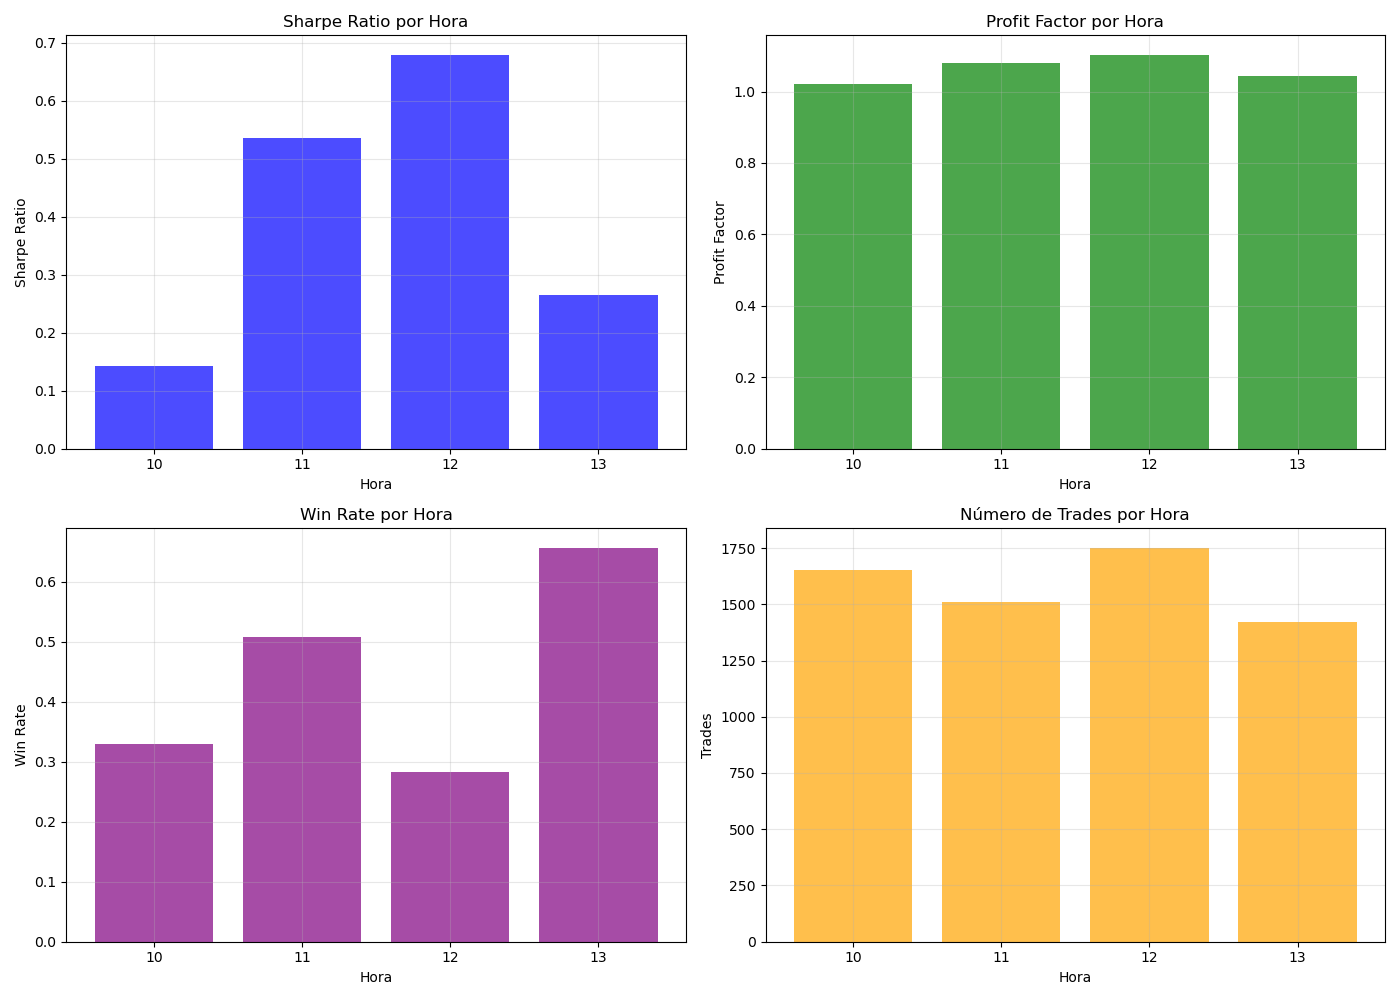 Sharpe Ratio por Hora
Sharpe Ratio
0.7
0.6
0.5
0.4
0.3
0.2
0.1
0.0
10 11 12 13
Hora
Profit Factor por Hora
Profit Factor
1.0
0.8
0.6
0.4
0.2
0.0
10 11 12 13
Hora
Win Rate por Hora
Win Rate
0.6
0.5
0.4
0.3
0.2
0.1
0.0
10 11 12 13
Hora
Número de Trades por Hora
Trades
1750
1500
1250
1000
750
500
250
0
10 11 12 13
Hora